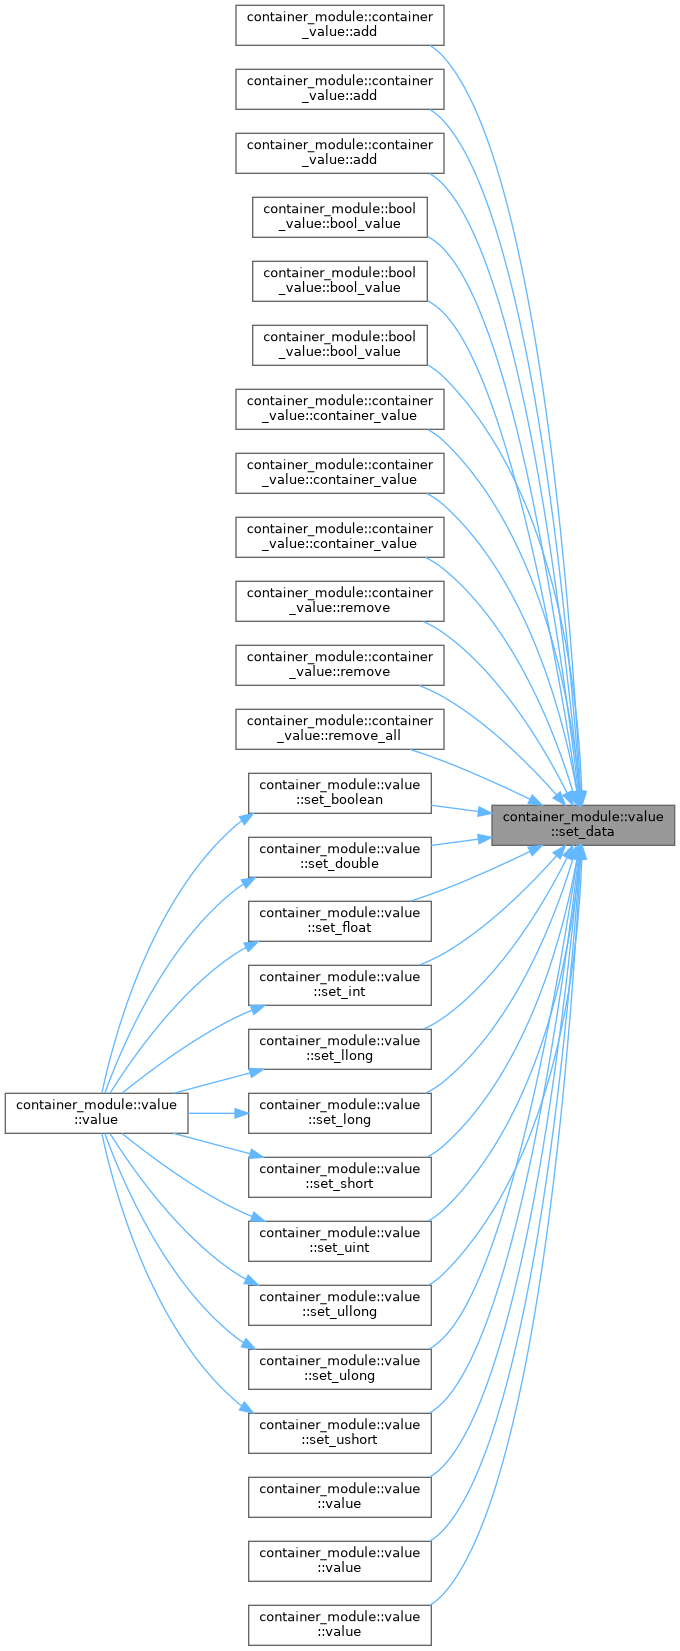 container_module::container
_value::add
container_module::container
_value::add
container_module::container
_value::add
container_module::bool
_value::bool_value
container_module::bool
_value::bool_value
container_module::bool
_value::bool_value
container_module::container
_value::container_value
container_module::container
_value::container_value
container_module::container
_value::container_value
container_module::container
_value::remove
container_module::container
_value::remove
container_module::container
_value::remove_all
container_module::value
::set_boolean
container_module::value
::set_data
container_module::value
::set_double
container_module::value
::set_float
container_module::value
::set_int
container_module::value
::set_llong
container_module::value
::value
container_module::value
::set_long
container_module::value
::set_short
container_module::value
::set_uint
container_module::value
::set_ullong
container_module::value
::set_ulong
container_module::value
::set_ushort
container_module::value
::value
container_module::value
::value
container_module::value
::value